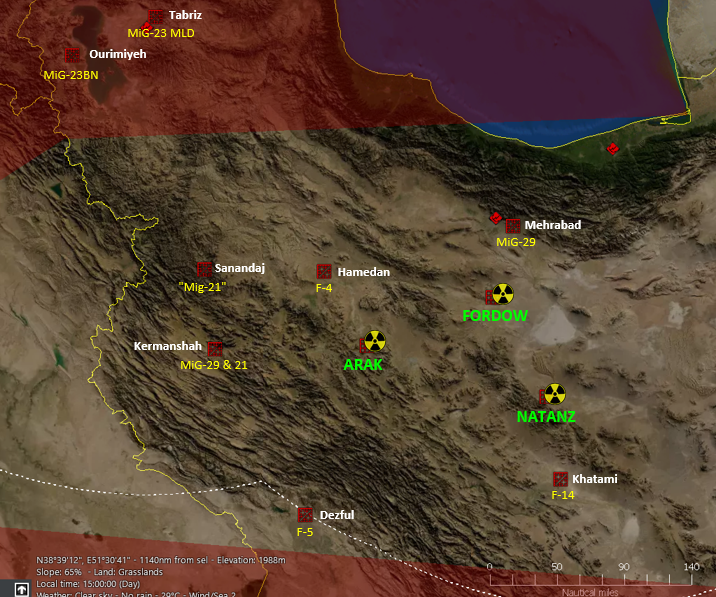 Tabriz
MiG-23 MLD
Ourimiyeh
MiG-23BN
Mehrabad
MiG-29
Sanandaj
"Mig-21"
Hamedan
F-4
FORDOW
Kermanshah
MiG-29 & 21
ARAK
NATANZ
Khatami
F-14
Dezful
F-5
N38°39'12", E51°30'41" - 1140nm from sel - Elevation: 1988m
Slope: 65% - Land: Grasslands
Local time: 15:00:00 (Day)
Weather: Clear sky - No rain - 29°C - Wind/Sea 2
0 50 90 140
Nautical miles